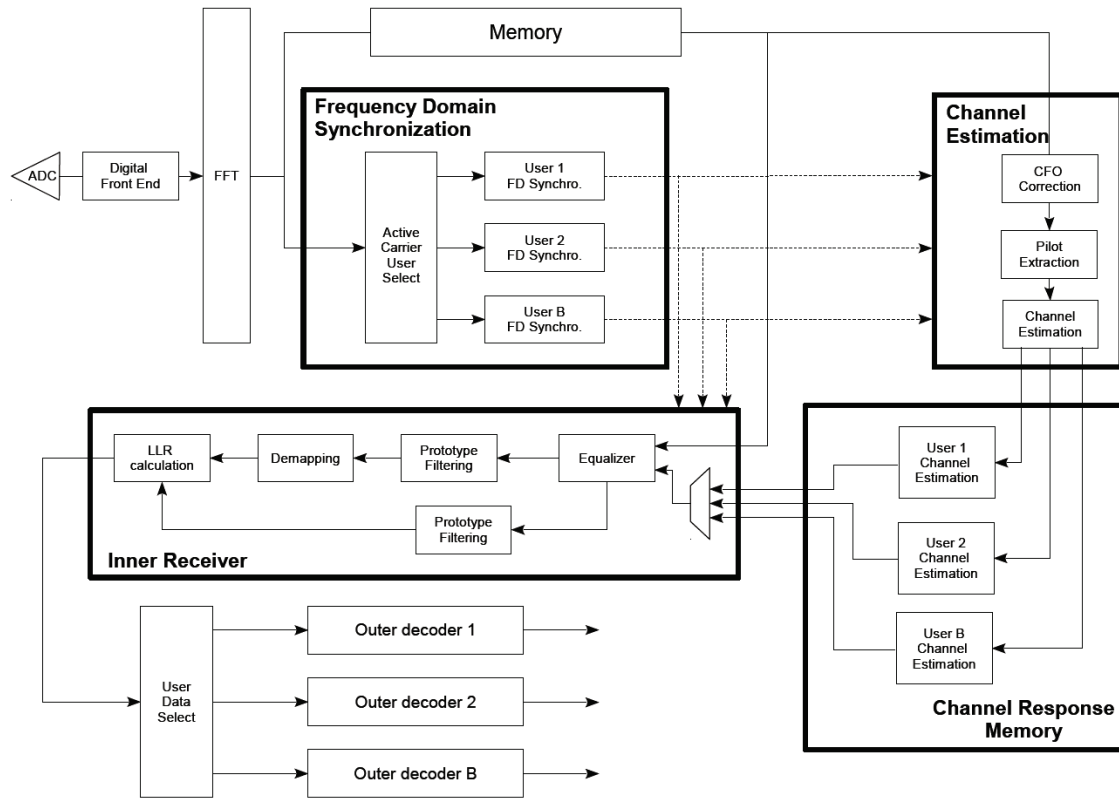 Memory
Frequency Domain
Synchronization
Channel
Estimation
ADC
Digital
Front End
FFT
Active
Carrier
User
Select
User 1
FD Synchro.
User 2
FD Synchro.
User B
FD Synchro.
CFO
Correction
Pilot
Extraction
Channel
Estimation
LLR
calculation
Demapping
Prototype
Filtering
Equalizer
Prototype
Filtering
Inner Receiver
User 1
Channel
Estimation
User 2
Channel
Estimation
User B
Channel
Estimation
Channel Response
Memory
User
Data
Select
Outer decoder 1
Outer decoder 2
Outer decoder B